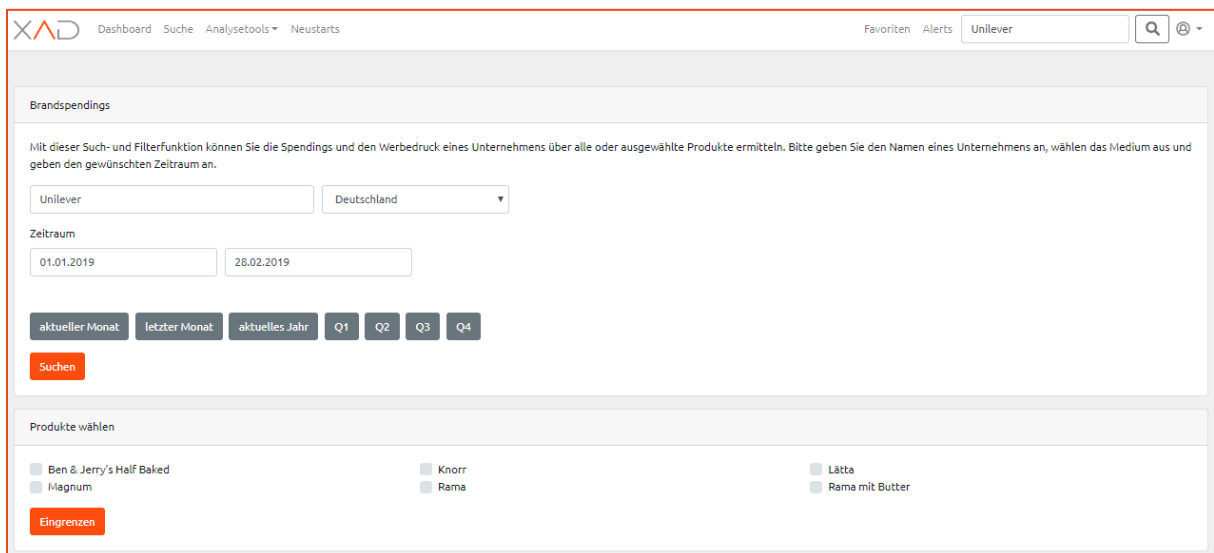 XAD Dashboard Suche Analysetools Neustarts Favoriten Alerts Unilever
Brandspendings
Mit dieser Such- und Filterfunktion können Sie die Spendings und den Werbedruck eines Unternehmens über alle oder ausgewählte Produkte ermitteln. Bitte geben Sie den Namen eines Unternehmens an, wählen das Medium aus und
geben den gewünschten Zeitraum an.
Unilever Deutschland
Zeitraum
01.01.2019 28.02.2019
aktueller Monat letzter Monat aktuelles Jahr Q1 Q2 Q3 Q4
Suchen
Produkte wählen
Ben & Jerry's Half Baked Knorr Lätta
Magnum Rama Rama mit Butter
Eingrenzen